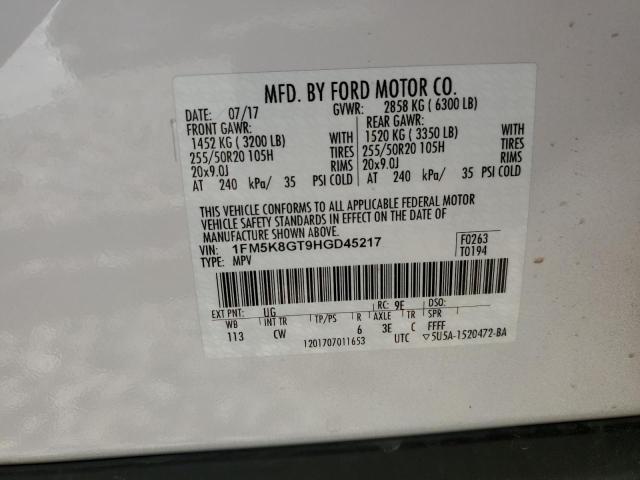 MFD. BY FORD MOTOR CO.
DATE: 07/17 GVWR: 2858 KG ( 6300 LB)
FRONT GAWR: REAR GAWR:
1452 KG ( 3200 LB) WITH 1520 KG ( 3350 LB) WITH
255/50R20 105H TIRES 255/50R20 105H TIRES
20x9.0J RIMS 20x9.0J RIMS
AT 240 kPa/ 35 PSI COLD AT 240 kPa/ 35 PSI COLD
THIS VEHICLE CONFORMS TO ALL APPLICABLE FEDERAL MOTOR
VEHICLE SAFETY STANDARDS IN EFFECT ON THE DATE OF
MANUFACTURE SHOWN ABOVE.
VIN: 1FM5K8GT9HGD45217 F0263
TYPE: MPV T0194
EXT PNT: UG RC: 9E DSO:
WB INT TR TP/PS R AXLE TR SPR
113 CW 6 3E C FFFF
1201707011653 UTC ▽5U5A-1520472-BA